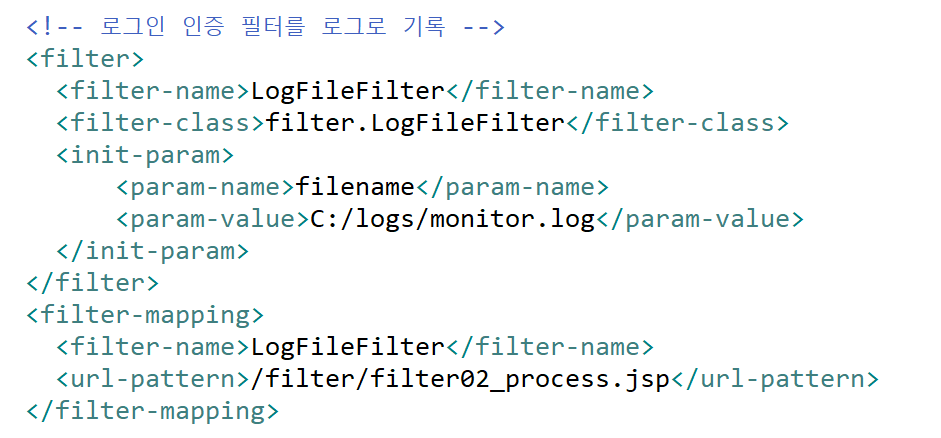 <!-- 로그인 인증 필터를 로그로 기록 -->
<filter>
  <filter-name>LogFileFilter</filter-name>
  <filter-class>filter.LogFileFilter</filter-class>
  <init-param>
      <param-name>filename</param-name>
      <param-value>C:/logs/monitor.log</param-value>
  </init-param>
</filter>
<filter-mapping>
  <filter-name>LogFileFilter</filter-name>
  <url-pattern>/filter/filter02_process.jsp</url-pattern>
</filter-mapping>